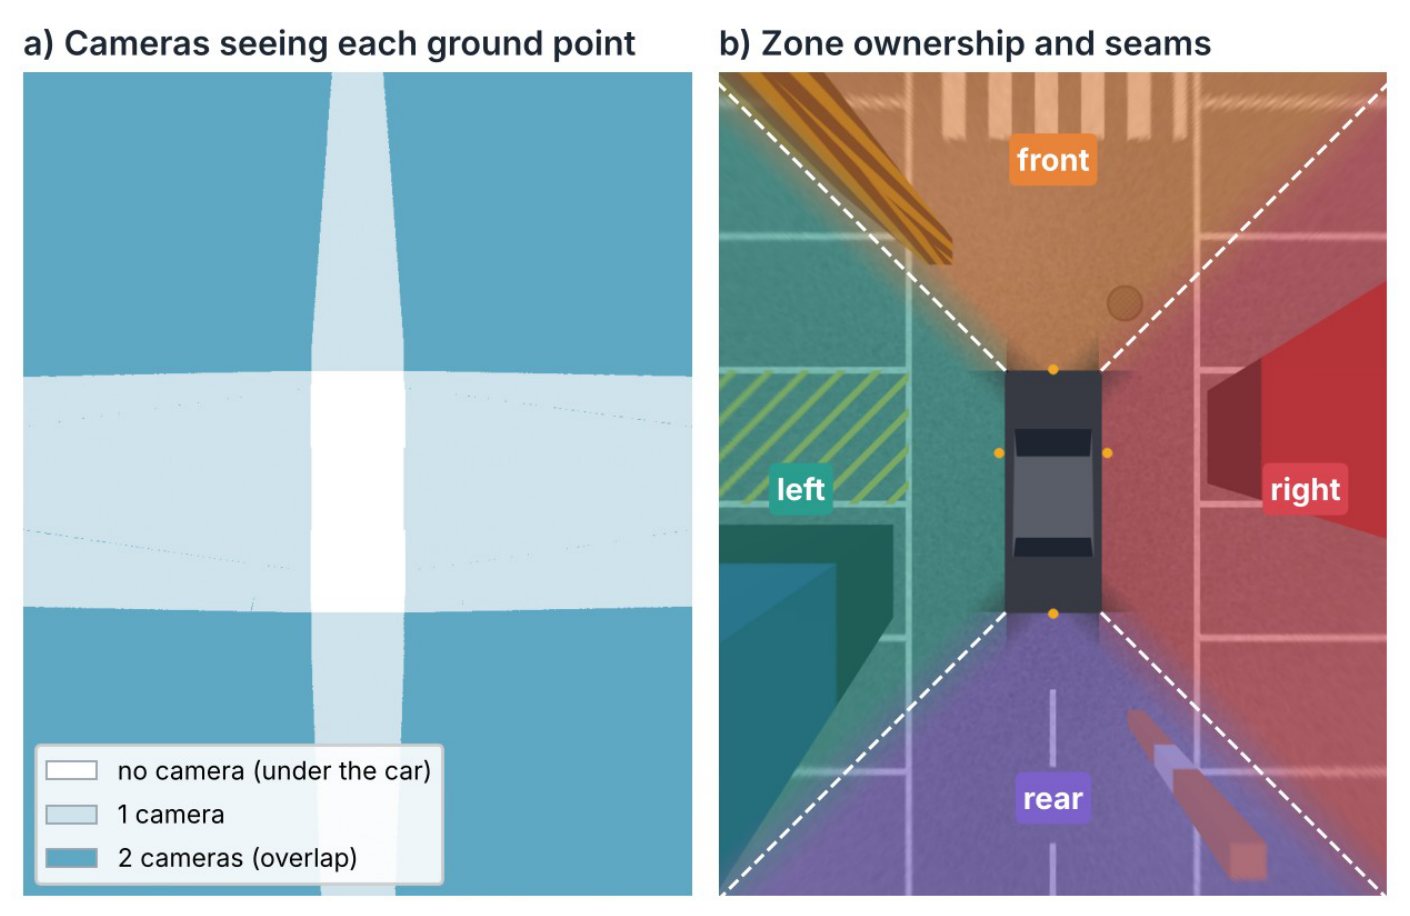 a) Cameras seeing each ground point
no camera (under the car)
1 camera
2 cameras (overlap)
b) Zone ownership and seams
front
left
right
rear